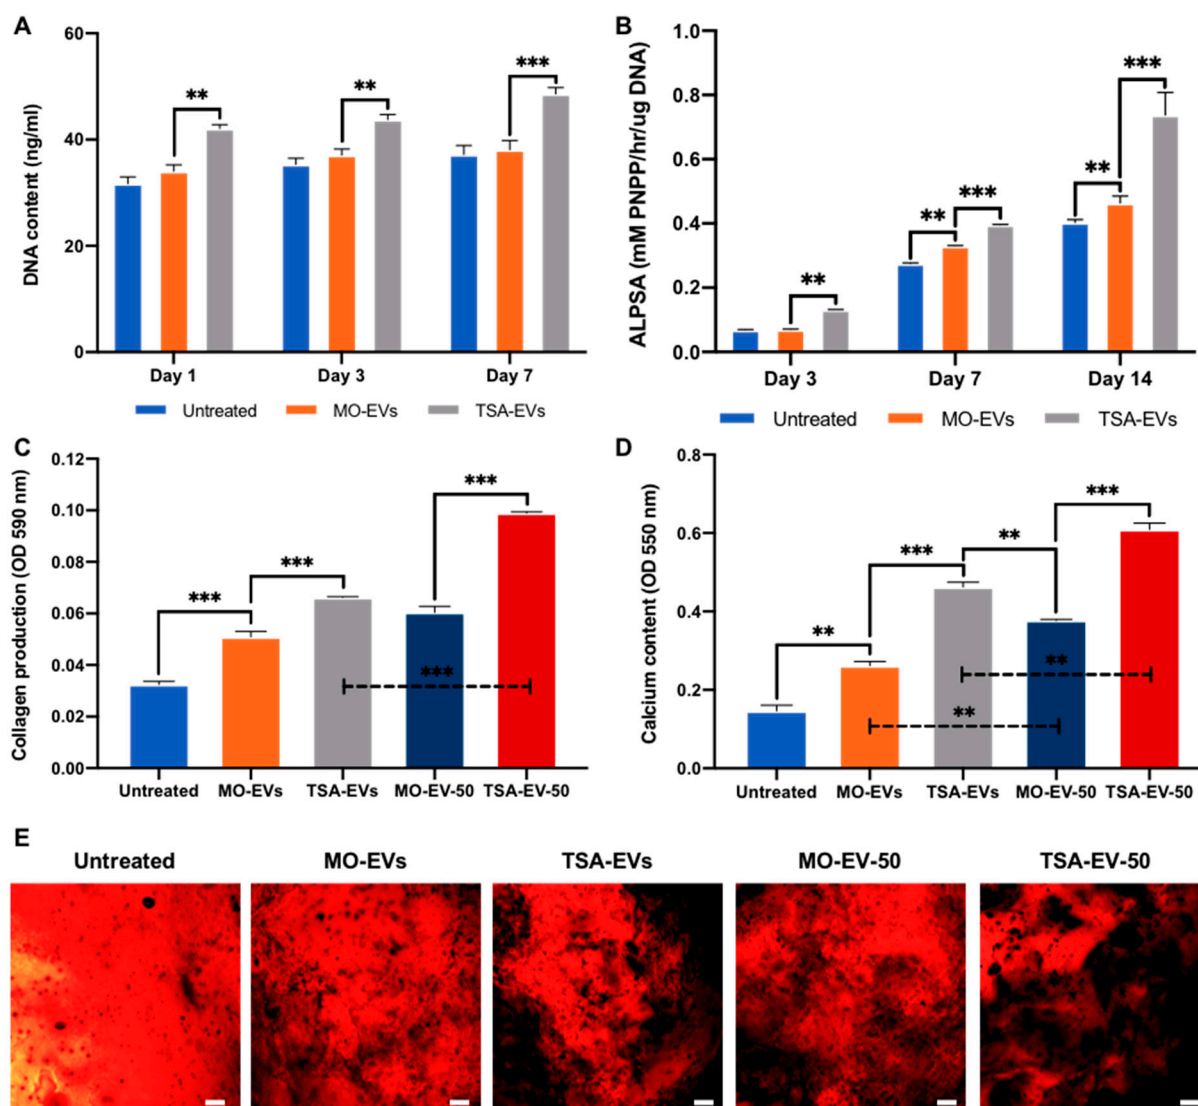 A
DNA content (ng/ml)
60
40
20
0
**
**
***
Day 1 Day 3 Day 7
Untreated MO-EVs TSA-EVs
B
ALPSA (mM PNPP/hr/ug DNA)
1.0
0.8
0.6
0.4
0.2
0.0
**
**
***
**
***
Day 3 Day 7 Day 14
Untreated MO-EVs TSA-EVs
C
Collagen production (OD 590 nm)
0.12
0.10
0.08
0.06
0.04
0.02
0.00
***
***
***
***
Untreated MO-EVs TSA-EVs MO-EV-50 TSA-EV-50
D
Calcium content (OD 550 nm)
0.8
0.6
0.4
0.2
0.0
**
***
**
***
**
**
Untreated MO-EVs TSA-EVs MO-EV-50 TSA-EV-50
E
Untreated MO-EVs TSA-EVs MO-EV-50 TSA-EV-50